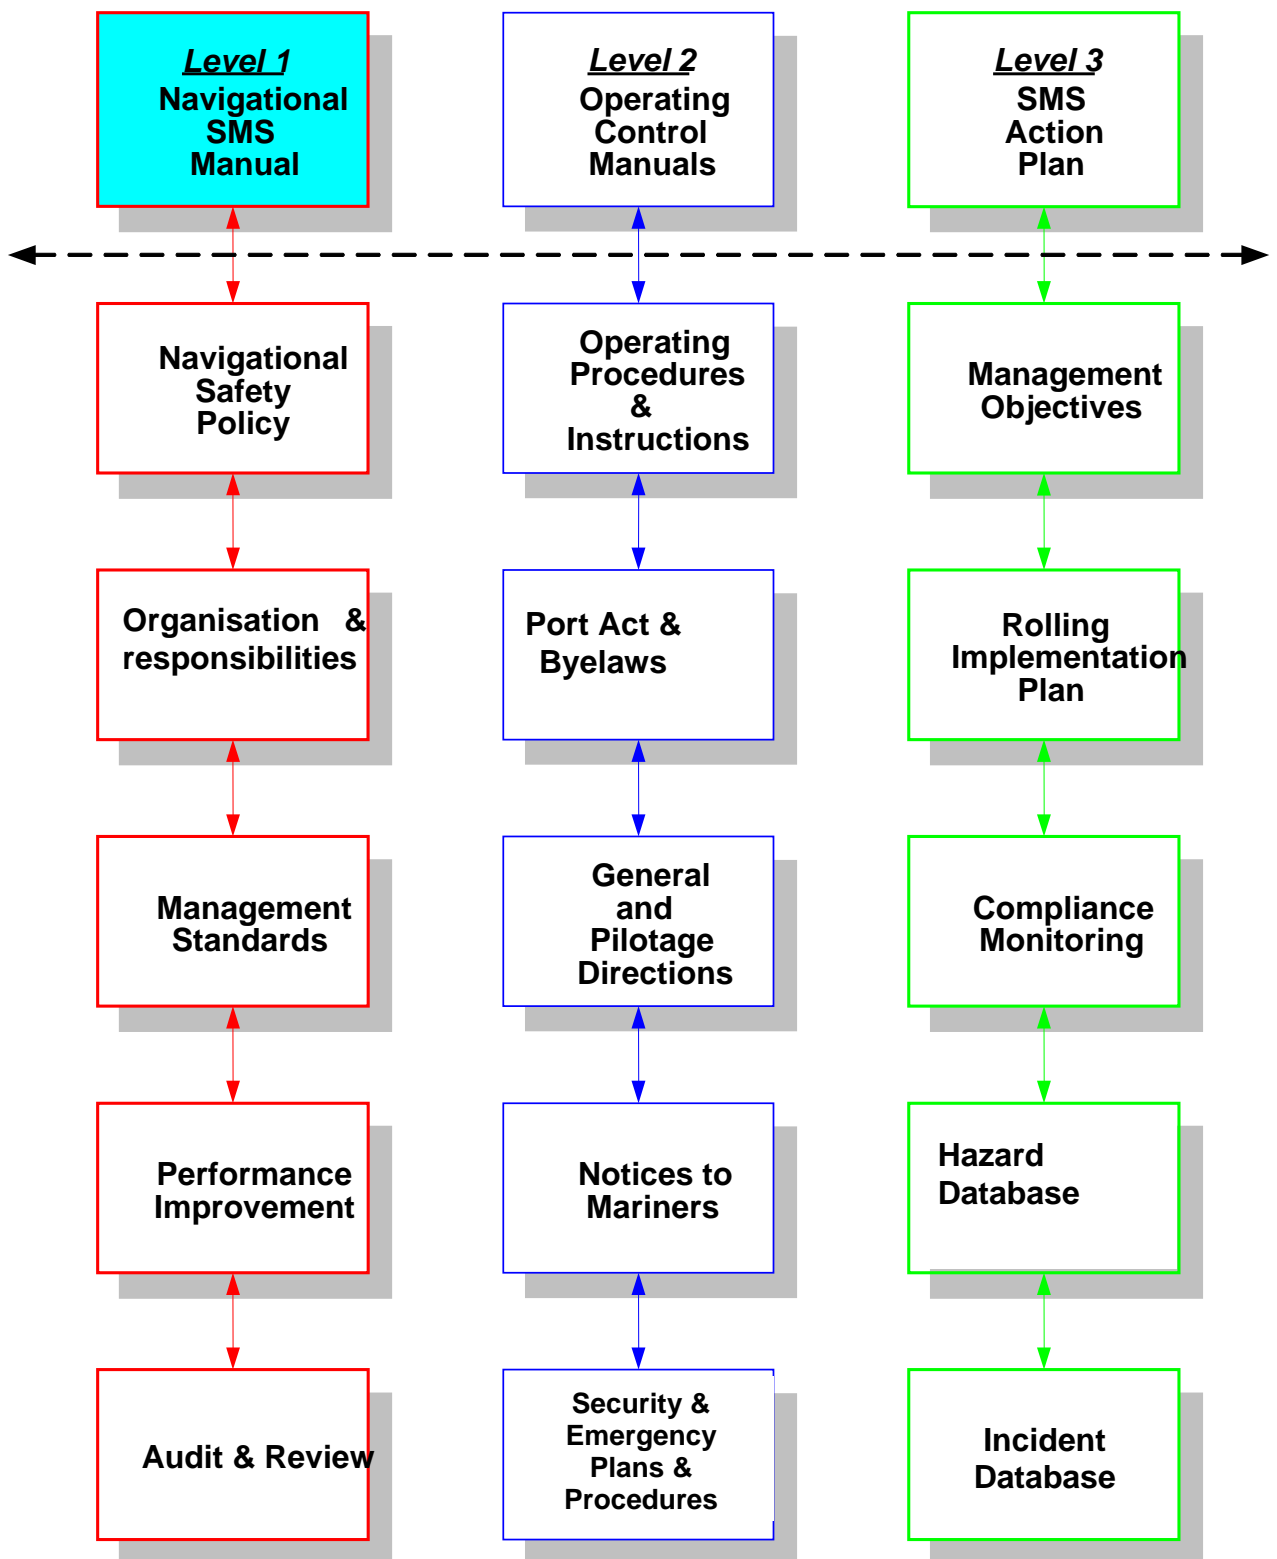 Level 1
Navigational
SMS
Manual
Level 2
Operating
Control
Manuals
Level 3
SMS
Action
Plan
Navigational
Safety
Policy
Operating
Procedures
&
Instructions
Management
Objectives
Organisation &
responsibilities
Port Act &
Byelaws
Rolling
Implementation
Plan
Management
Standards
General
and
Pilotage
Directions
Compliance
Monitoring
Performance
Improvement
Notices to
Mariners
Hazard
Database
Audit & Review
Security &
Emergency
Plans &
Procedures
Incident
Database